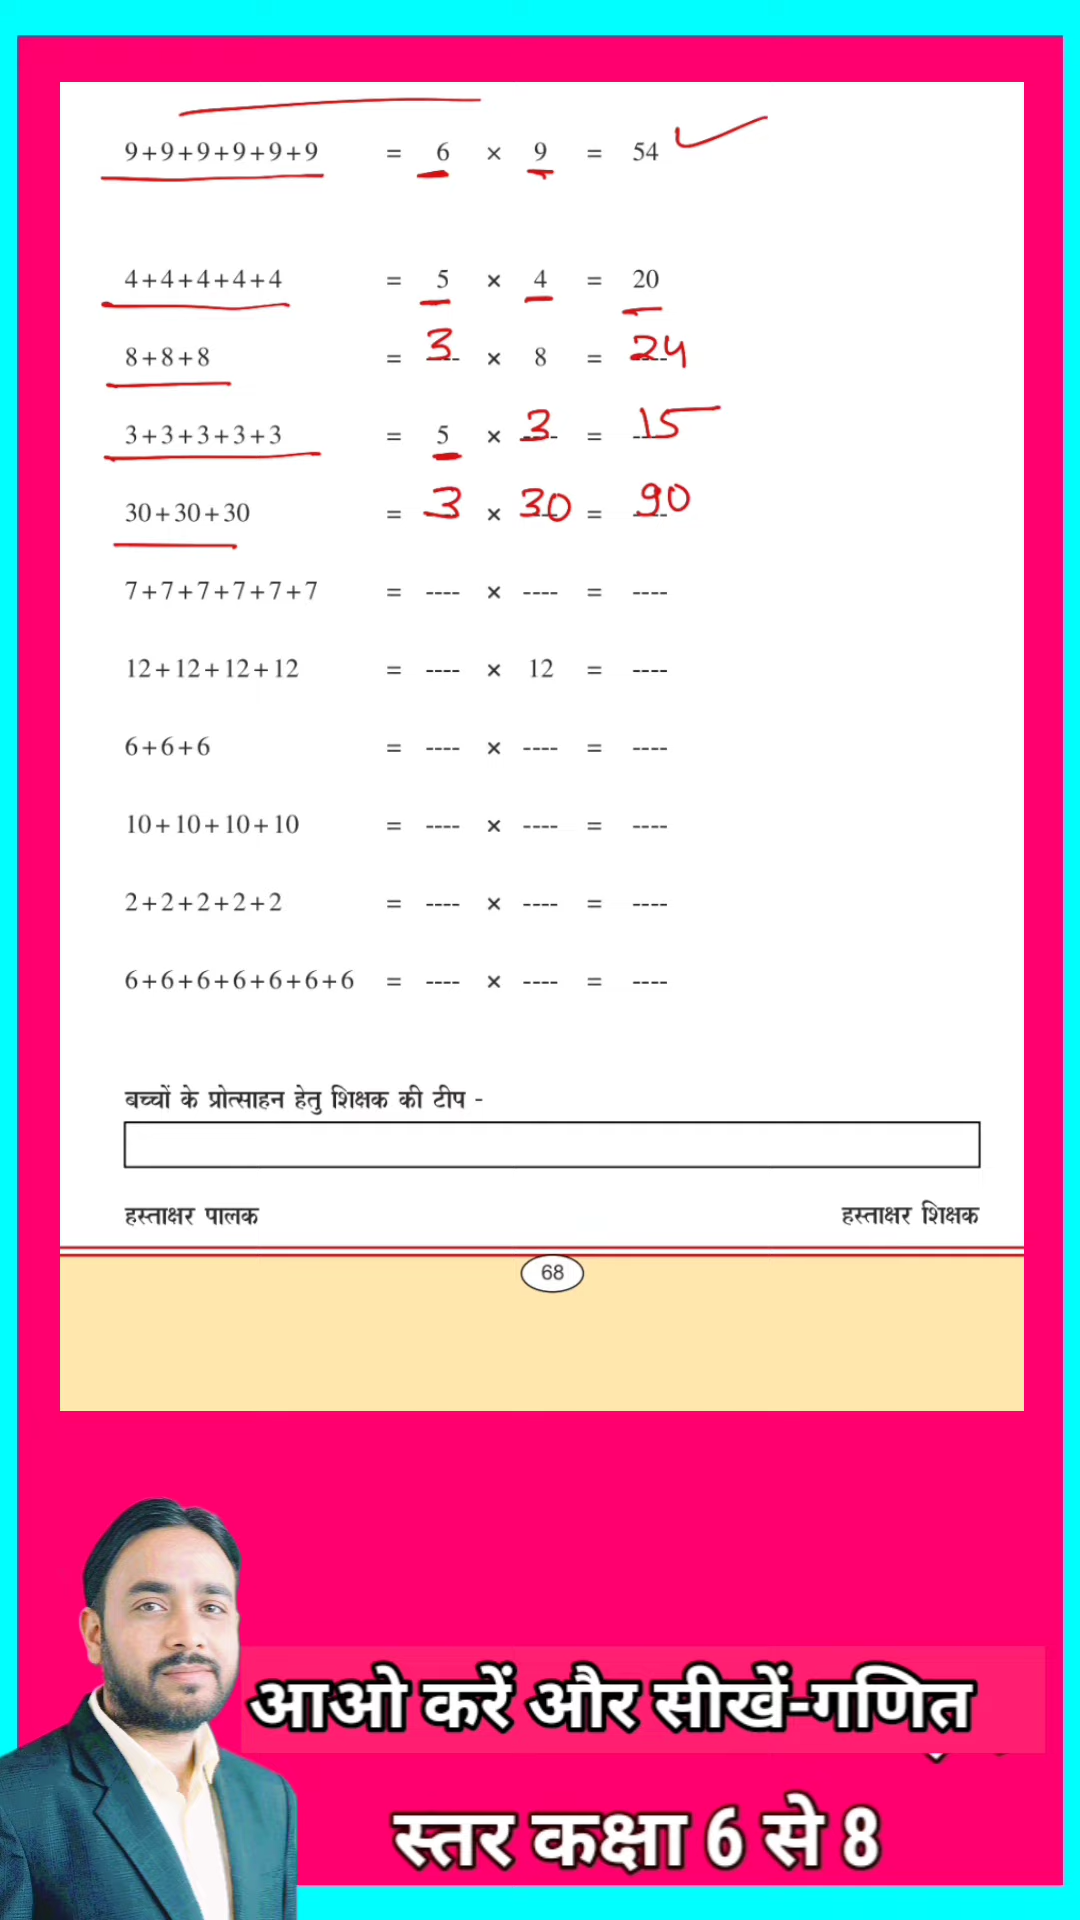 9+9+9+9+9+9 = 6 × 9 = 54
4+4+4+4+4 = 5 × 4 = 20
8+8+8 = 3 × 8 = 24
3+3+3+3+3 = 5 × 3 = 15
30+30+30 = 3 × 30 = 90
7+7+7+7+7+7 = ---- × ---- = ----
12+12+12+12 = ---- × 12 = ----
6+6+6 = ---- × ---- = ----
10+10+10+10 = ---- × ---- = ----
2+2+2+2+2 = ---- × ---- = ----
6+6+6+6+6+6+6 = ---- × ---- = ----
बच्चों के प्रोत्साहन हेतु शिक्षक की टीप -
हस्ताक्षर पालक हस्ताक्षर शिक्षक
68
आओ करें और सीखें-गणित
स्तर कक्षा 6 से 8